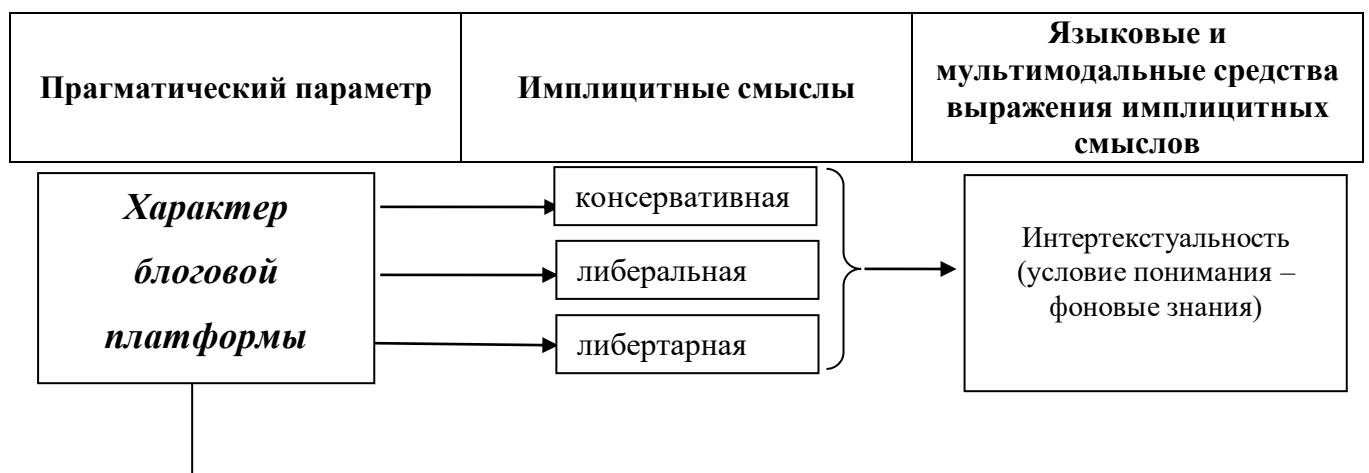 Прагматический параметр
Имплицитные смыслы
Языковые и
мультимодальные средства
выражения имплицитных
смыслов
Характер
блоговой
платформы
консервативная
либеральная
либертарная
Интертекстуальность
(условие понимания –
фоновые знания)